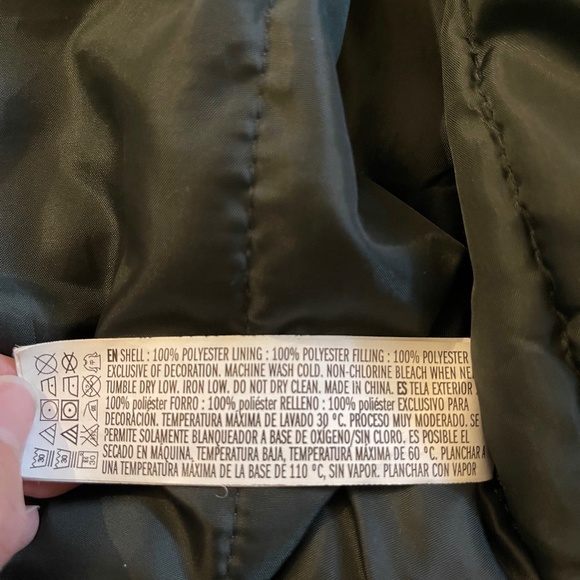 EN SHELL : 100% POLYESTER LINING : 100% POLYESTER FILLING : 100% POLYESTER
EXCLUSIVE OF DECORATION. MACHINE WASH COLD. NON-CHLORINE BLEACH WHEN NE
TUMBLE DRY LOW. IRON LOW. DO NOT DRY CLEAN. MADE IN CHINA. ES TELA EXTERIOR
100% poliéster FORRO : 100% poliéster RELLENO : 100% poliéster EXCLUSIVO PARA
DECORACIÓN. TEMPERATURA MÁXIMA DE LAVADO 30 °C. PROCESO MUY MODERADO. SE
PERMITE SOLAMENTE BLANQUEADOR A BASE DE OXÍGENO/SIN CLORO. ES POSIBLE EL
SECADO EN MÁQUINA, TEMPERATURA BAJA, TEMPERATURA MÁXIMA DE 60 °C. PLANCHAR A
UNA TEMPERATURA MÁXIMA DE LA BASE DE 110 °C, SIN VAPOR. PLANCHAR CON VAPOR